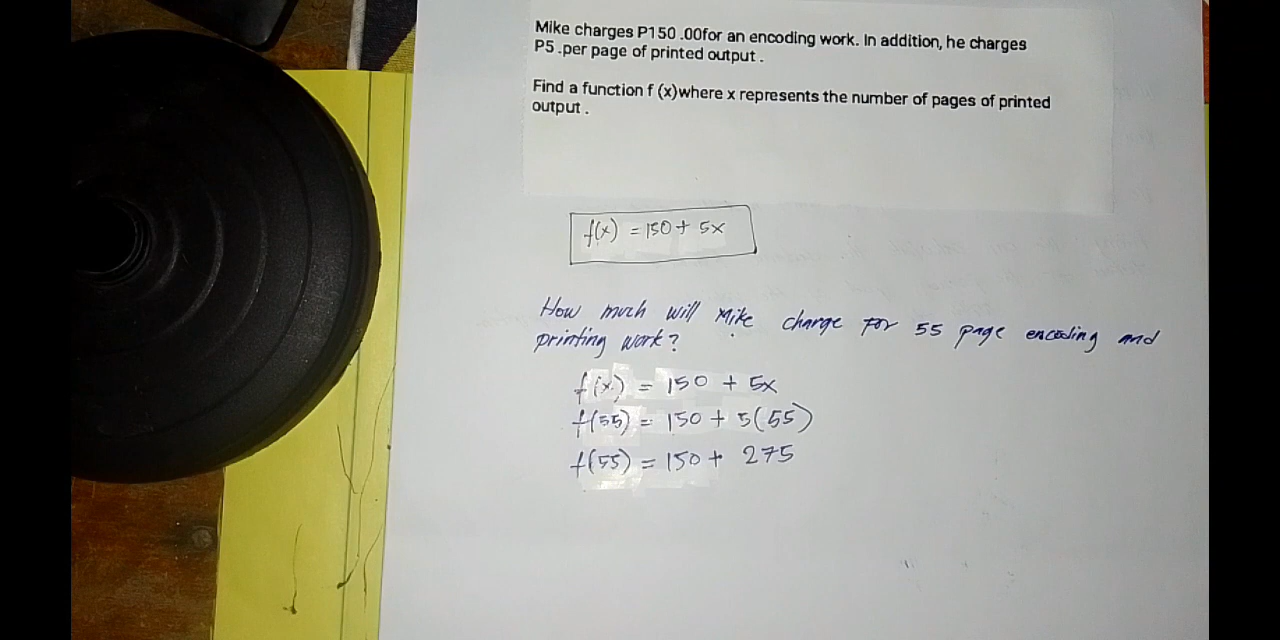 Mike charges P150 .00for an encoding work. In addition, he charges
P5 .per page of printed output .
Find a function f (x)where x represents the number of pages of printed
output .
f(x) = 150 + 5x
How much will Mike charge for 55 page encoding and
printing work?
f(x) = 150 + 5x
f(55) = 150 + 5(55)
f(55) = 150 + 275